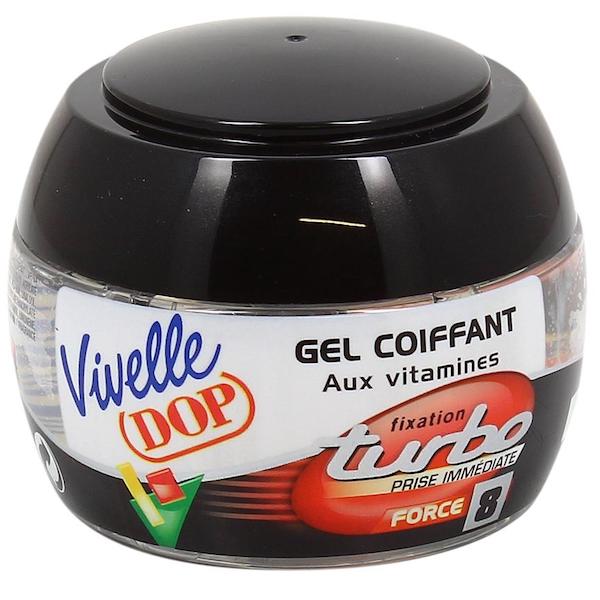 Vivelle
DOP
GEL COIFFANT
Aux vitamines
fixation
turbo
PRISE IMMÉDIATE
FORCE 8